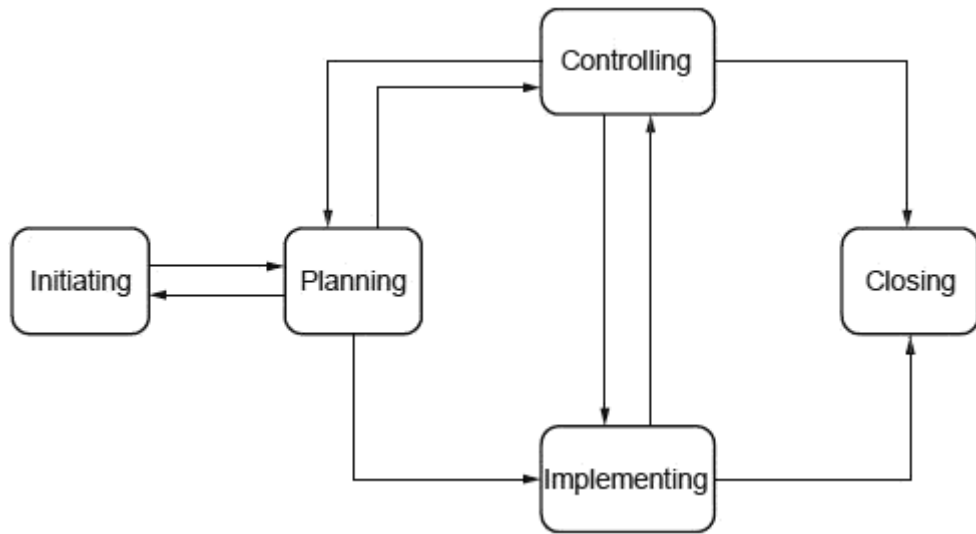 Controlling
Initiating
Planning
Closing
Implementing